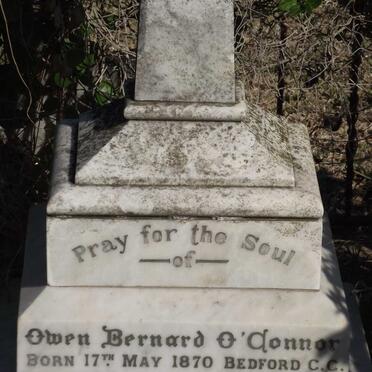 Pray for the Soul
of
Owen Bernard O'Connor
BORN 17TH MAY 1870 BEDFORD C.C.